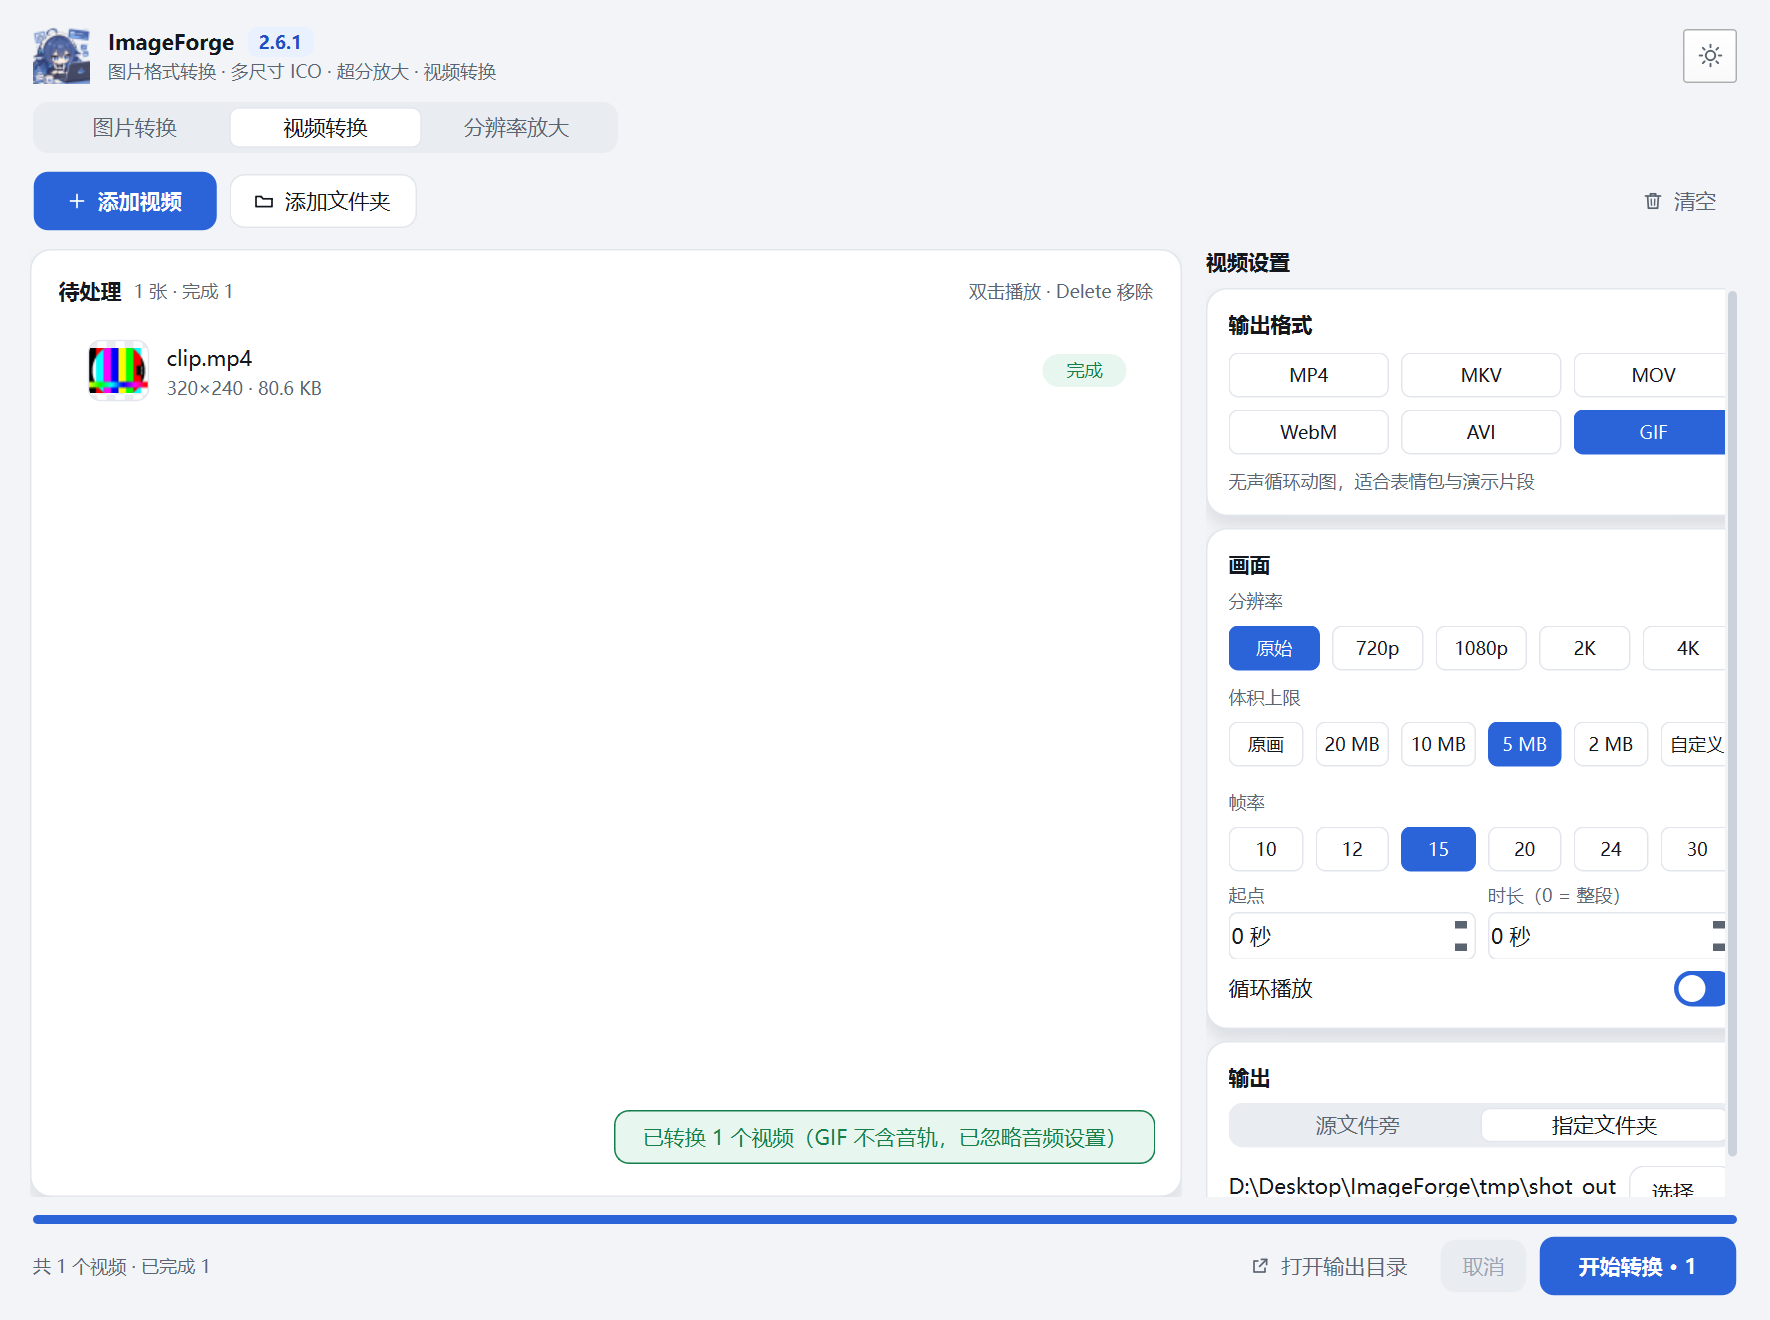 ImageForge 2.6.1
图片格式转换 · 多尺寸 ICO · 超分放大 · 视频转换
图片转换 视频转换 分辨率放大
添加视频 添加文件夹 清空
待处理 1 张 · 完成 1 双击播放 · Delete 移除
clip.mp4
320×240 · 80.6 KB
完成
已转换 1 个视频（GIF 不含音轨，已忽略音频设置）
视频设置
输出格式
MP4 MKV MOV
WebM AVI GIF
无声循环动图，适合表情包与演示片段
画面
分辨率
原始 720p 1080p 2K 4K
体积上限
原画 20 MB 10 MB 5 MB 2 MB 自定义
帧率
10 12 15 20 24 30
起点 时长（0 = 整段）
0 秒 0 秒
循环播放
输出
源文件旁 指定文件夹
D:\Desktop\ImageForge\tmp\shot_out 选择
共 1 个视频 · 已完成 1
打开输出目录 取消 开始转换 • 1